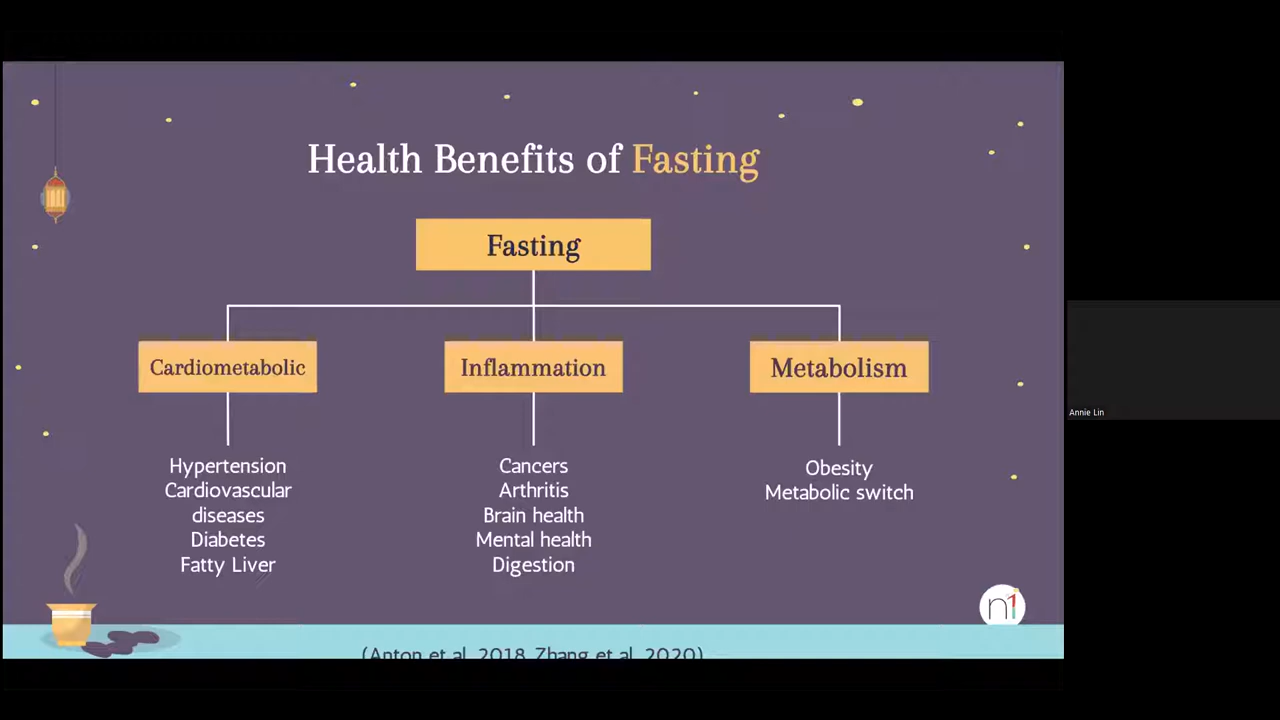 Health Benefits of Fasting
Fasting
Cardiometabolic
Inflammation
Metabolism
Hypertension
Cardiovascular
diseases
Diabetes
Fatty Liver
Cancers
Arthritis
Brain health
Mental health
Digestion
Obesity
Metabolic switch
n1
(Anton et al, 2018, Zhang et al, 2020)
Annie Lin